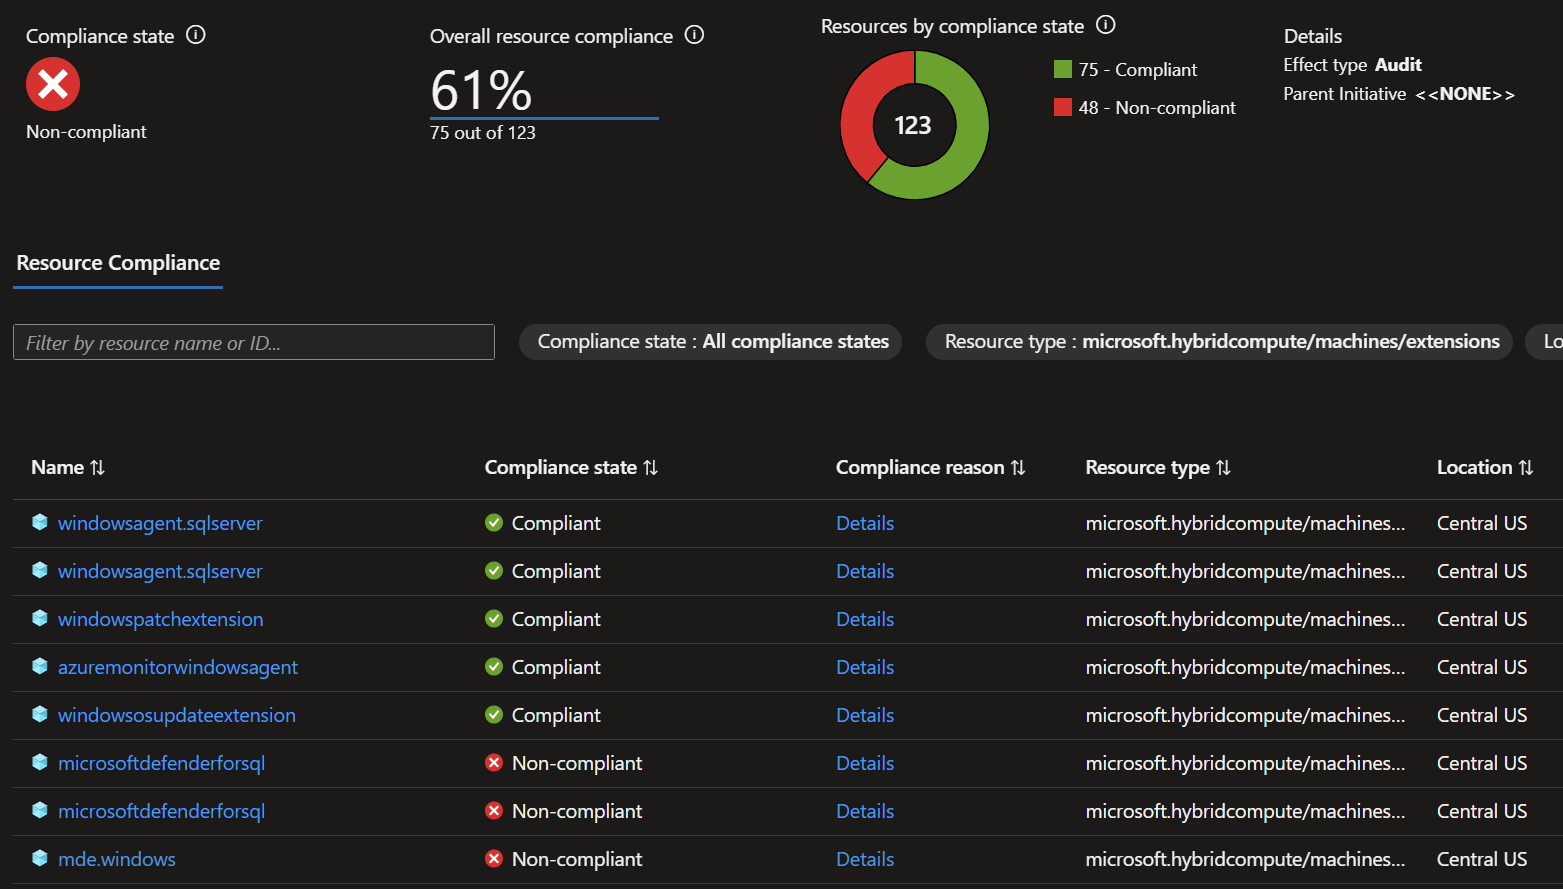 Compliance state
Non-compliant
Overall resource compliance
61%
75 out of 123
Resources by compliance state
123
75 - Compliant
48 - Non-compliant
Details
Effect type Audit
Parent Initiative <<NONE>>
Resource Compliance
Filter by resource name or ID...
Compliance state : All compliance states
Resource type : microsoft.hybridcompute/machines/extensions
Lo
Name Compliance state Compliance reason Resource type Location
windowsagent.sqlserver Compliant Details microsoft.hybridcompute/machines... Central US
windowsagent.sqlserver Compliant Details microsoft.hybridcompute/machines... Central US
windowspatchextension Compliant Details microsoft.hybridcompute/machines... Central US
azuremonitorwindowsagent Compliant Details microsoft.hybridcompute/machines... Central US
windowsosupdateextension Compliant Details microsoft.hybridcompute/machines... Central US
microsoftdefenderforsql Non-compliant Details microsoft.hybridcompute/machines... Central US
microsoftdefenderforsql Non-compliant Details microsoft.hybridcompute/machines... Central US
mde.windows Non-compliant Details microsoft.hybridcompute/machines... Central US